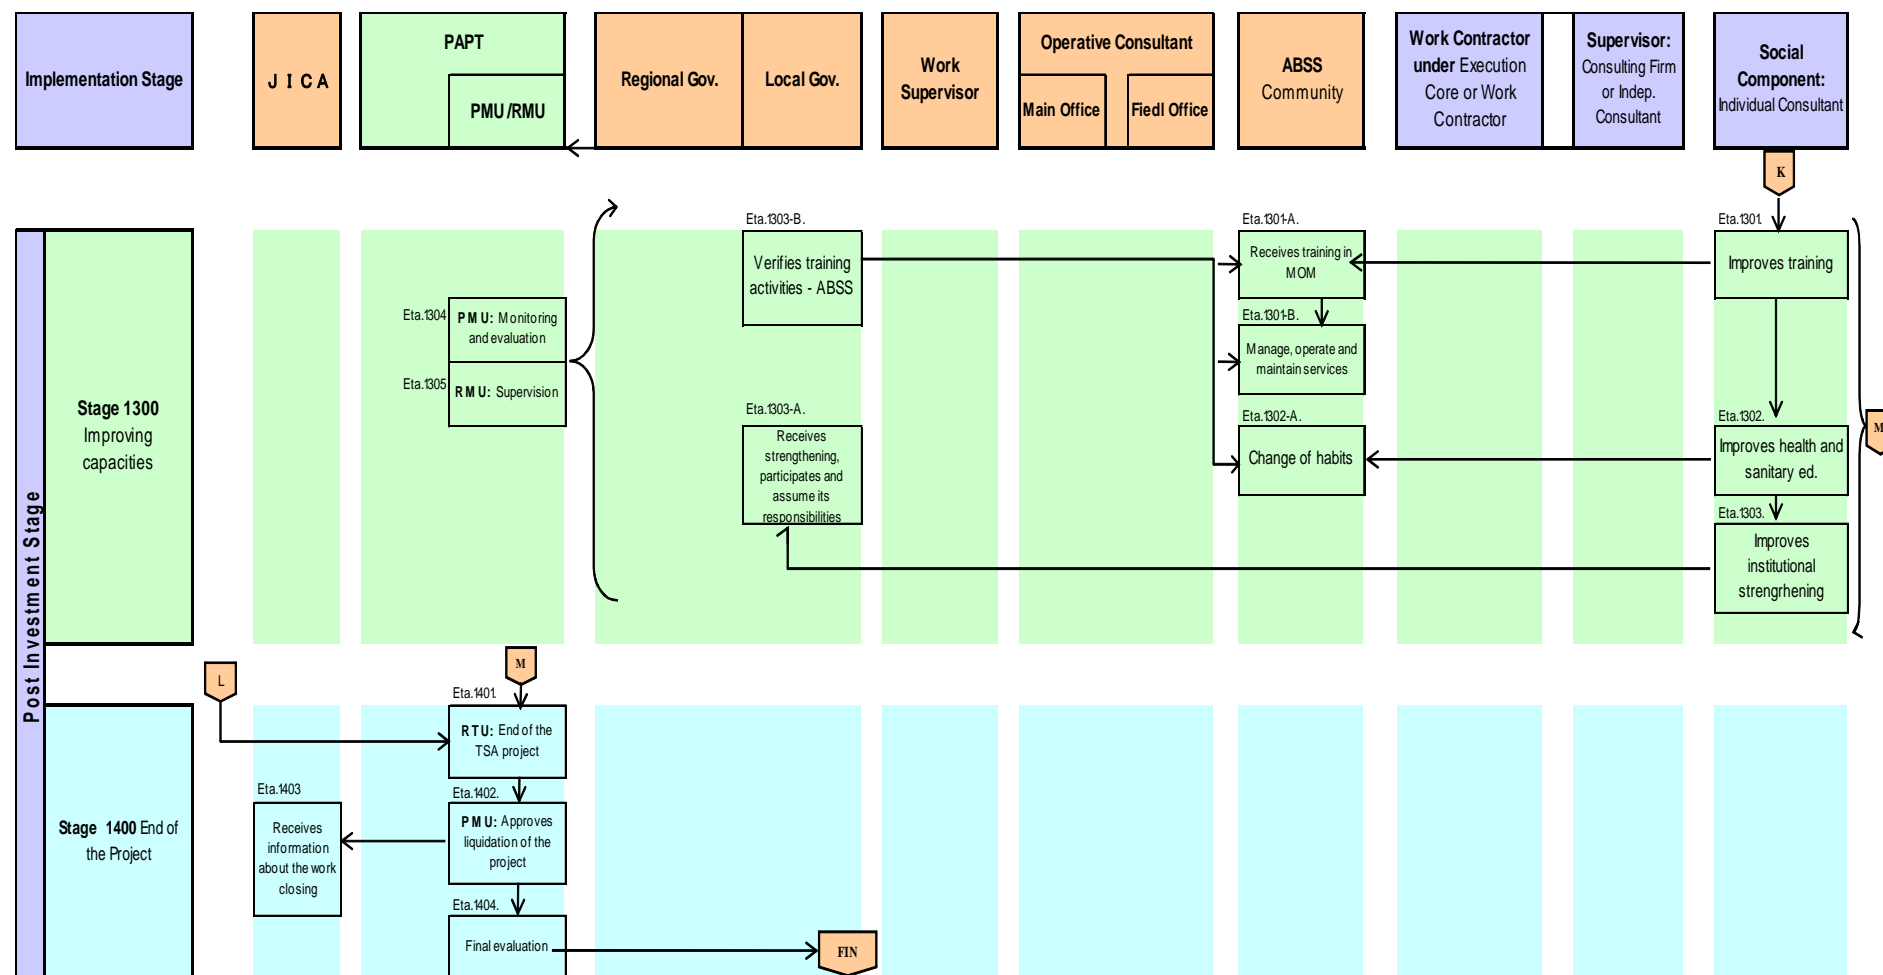 Implementation Stage
J I C A
PAPT
PMU/RMU
Regional Gov.
Local Gov.
Work
Supervisor
Operative Consultant
Main Office
Fiedl Office
ABSS
Community
Work Contractor
under Execution
Core or Work
Contractor
Supervisor:
Consulting Firm
or Indep.
Consultant
Social
Component:
Individual Consultant
K
Post Investment Stage
Stage 1300
Improving
capacities
Eta.1303-B.
Verifies training
activities - ABSS
Eta.1301-A.
Receives training in
MOM
Eta.1301.
Improves training
Eta.1304
PMU: Monitoring
and evaluation
Eta.1301-B.
Manage, operate and
maintain services
Eta.1305
RMU: Supervision
Eta.1303-A.
Receives
strengthening,
participates and
assume its
responsibilities
Eta.1302-A.
Change of habits
Eta.1302.
Improves health and
sanitary ed.
M
Eta.1303.
Improves
institutional
strengrhening
L
M
Stage 1400 End of
the Project
Eta.1401.
RTU: End of the
TSA project
Eta.1403
Receives
information
about the work
closing
Eta.1402.
PMU: Approves
liquidation of the
project
Eta.1404.
Final evaluation
FIN